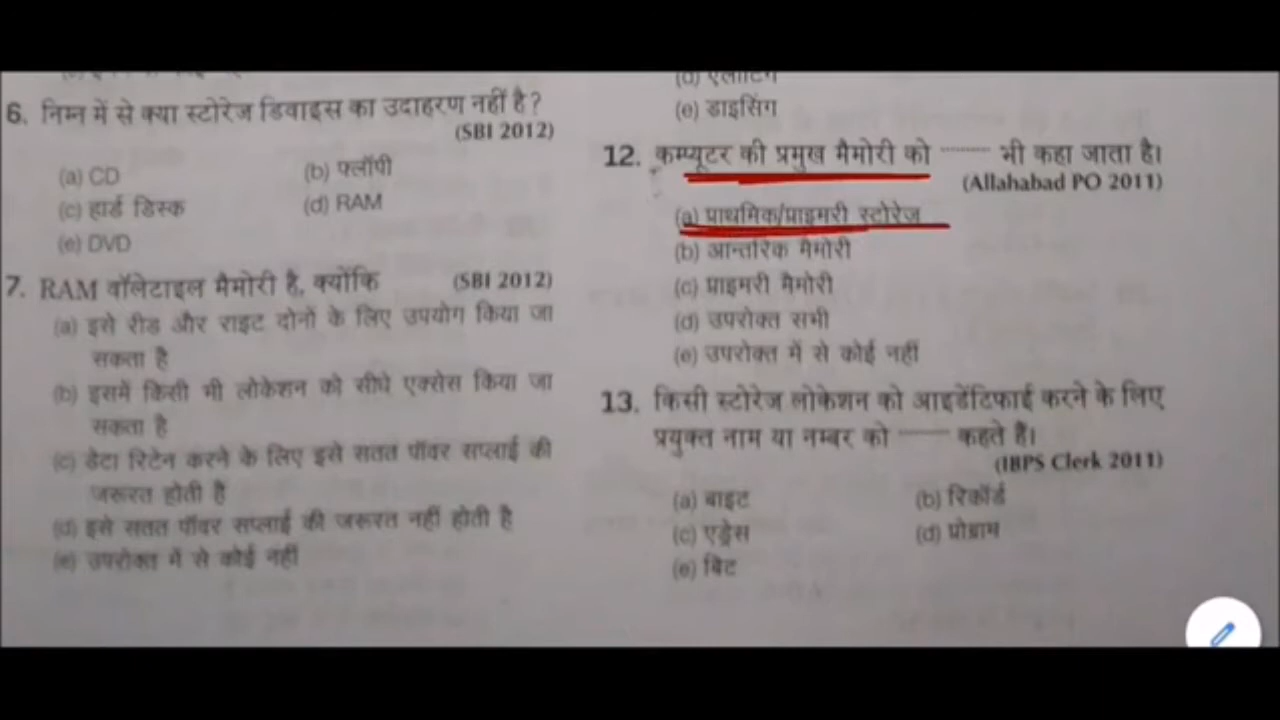 6. निम्न में से क्या स्टोरेज डिवाइस का उदाहरण नहीं है?
(SBI 2012)
(a) CD (b) फ्लॉपी
(c) हार्ड डिस्क (d) RAM
(e) DVD
7. RAM वॉलेटाइल मैमोरी है, क्योंकि (SBI 2012)
(a) इसे रीड और राइट दोनों के लिए उपयोग किया जा
सकता है
(b) इसमें किसी भी लोकेशन को सीधे एक्सेस किया जा
सकता है
(c) डेटा रिटेन करने के लिए इसे सतत पॉवर सप्लाई की
जरूरत होती है
(d) इसे सतत पॉवर सप्लाई की जरूरत नहीं होती है
(e) उपरोक्त में से कोई नहीं
(d) एलॉटिंग
(e) डाइसिंग
12. कम्प्यूटर की प्रमुख मैमोरी को ........ भी कहा जाता है।
(Allahabad PO 2011)
(a) प्राथमिक/प्राइमरी स्टोरेज
(b) आन्तरिक मैमोरी
(c) प्राइमरी मैमोरी
(d) उपरोक्त सभी
(e) उपरोक्त में से कोई नहीं
13. किसी स्टोरेज लोकेशन को आइडेंटिफाई करने के लिए
प्रयुक्त नाम या नम्बर को ........ कहते हैं।
(IBPS Clerk 2011)
(a) बाइट (b) रिकॉर्ड
(c) एड्रेस (d) प्रोग्राम
(e) बिट